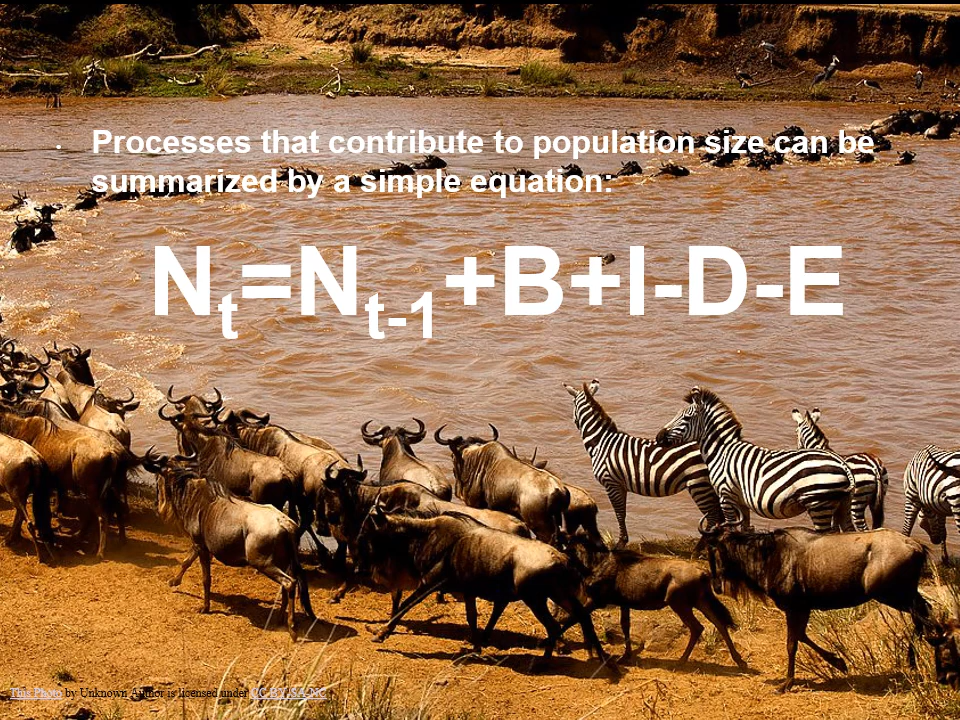 • Processes that contribute to population size can be
summarized by a simple equation:
Nₜ=Nₜ₋₁+B+I-D-E
This Photo by Unknown Author is licensed under CC BY-SA-NC